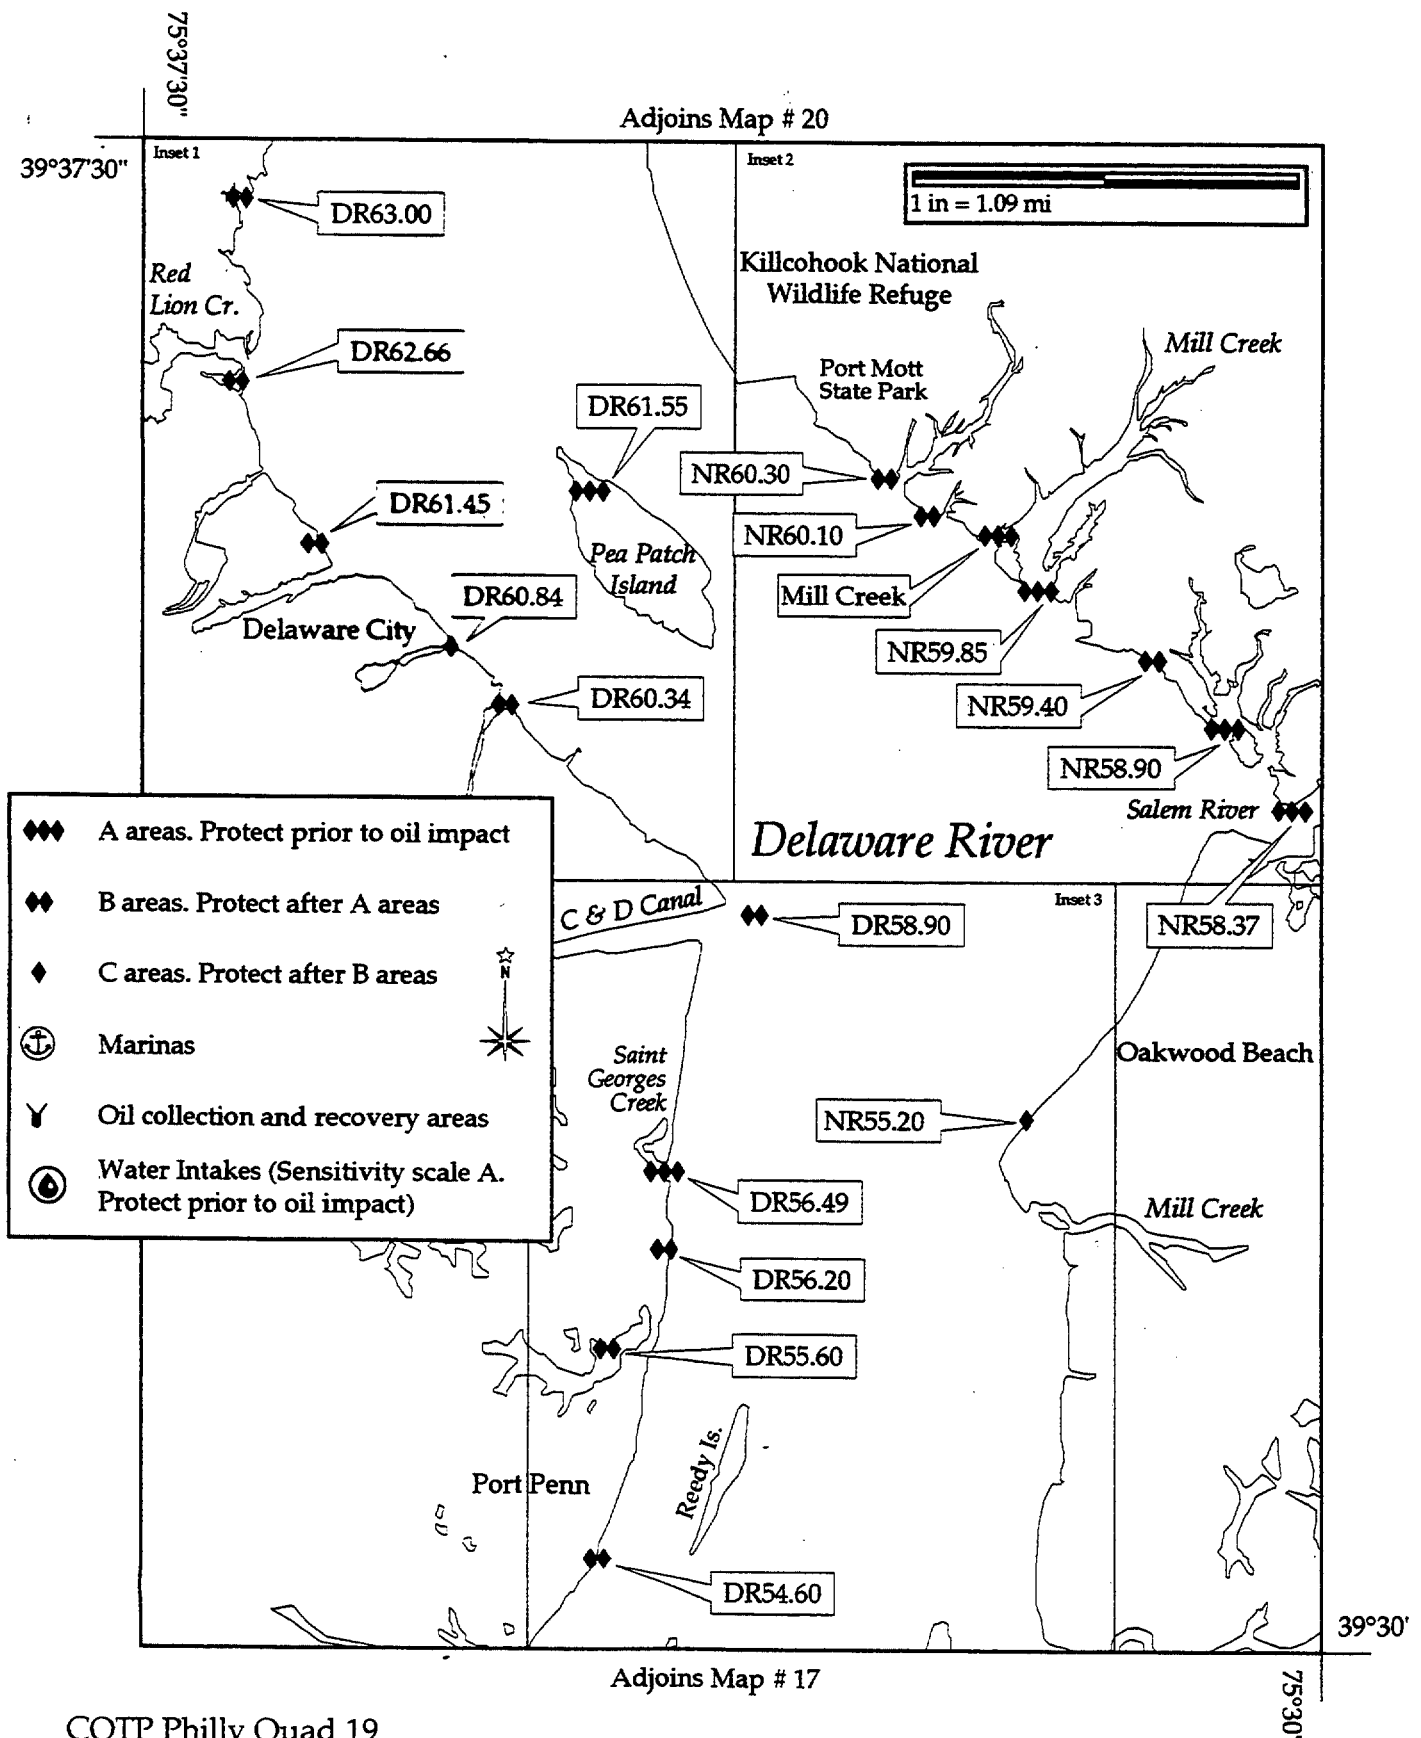 75°37'30"
Adjoins Map # 20
39°37'30"
Inset 1
Inset 2
1 in = 1.09 mi
DR63.00
Red
Lion Cr.
Killcohook National
Wildlife Refuge
DR62.66
Mill Creek
Port Mott
State Park
DR61.55
NR60.30
DR61.45
NR60.10
Pea Patch
Island
Mill Creek
DR60.84
Delaware City
NR59.85
DR60.34
NR59.40
NR58.90
Salem River
Delaware River
A areas. Protect prior to oil impact
B areas. Protect after A areas
C areas. Protect after B areas
N
Marinas
Oil collection and recovery areas
Water Intakes (Sensitivity scale A.
Protect prior to oil impact)
C & D Canal
Inset 3
DR58.90
NR58.37
Saint
Georges
Creek
Oakwood Beach
NR55.20
DR56.49
Mill Creek
DR56.20
DR55.60
Reedy Is.
Port Penn
DR54.60
39°30'
Adjoins Map # 17
75°30'
COTP Philly Quad 19